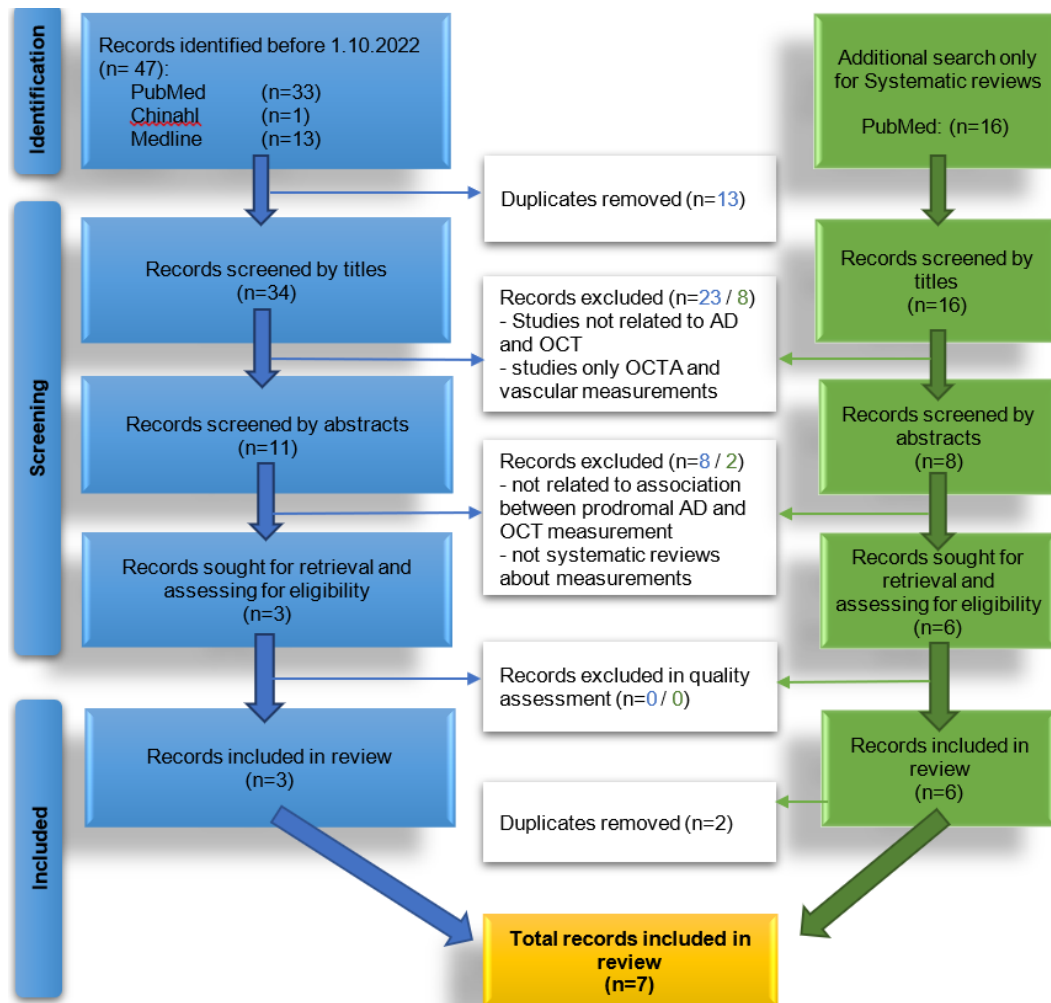 Identification
Records identified before 1.10.2022
(n= 47):
PubMed (n=33)
Chinahl (n=1)
Medline (n=13)
Additional search only
for Systematic reviews
PubMed: (n=16)
Duplicates removed (n=13)
Screening
Records screened by titles
(n=34)
Records screened by
titles
(n=16)
Records excluded (n=23 / 8)
- Studies not related to AD
and OCT
- studies only OCTA and
vascular measurements
Records screened by abstracts
(n=11)
Records screened by
abstracts
(n=8)
Records excluded (n=8 / 2)
- not related to association
between prodromal AD and
OCT measurement
- not systematic reviews
about measurements
Records sought for retrieval and
assessing for eligibility
(n=3)
Records sought for
retrieval and
assessing for eligibility
(n=6)
Records excluded in quality
assessment (n=0 / 0)
Included
Records included in review
(n=3)
Records included in
review
(n=6)
Duplicates removed (n=2)
Total records included in
review
(n=7)